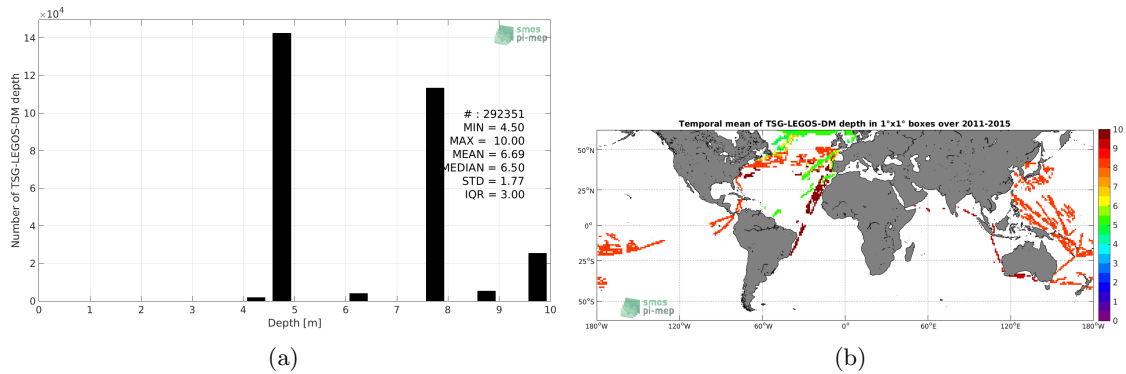 ×10⁴
14
12
10
8
6
4
2
0
Number of TSG-LEGOS-DM depth
0 1 2 3 4 5 6 7 8 9 10
Depth [m]
smos
pi-mep
# : 292351
MIN = 4.50
MAX = 10.00
MEAN = 6.69
MEDIAN = 6.50
STD = 1.77
IQR = 3.00
(a)
Temporal mean of TSG-LEGOS-DM depth in 1°x1° boxes over 2011-2015
50°N
25°N
0°
25°S
50°S
180°W 120°W 60°W 0° 60°E 120°E 180°W
smos
pi-mep
10
9
8
7
6
5
4
3
2
1
0
(b)